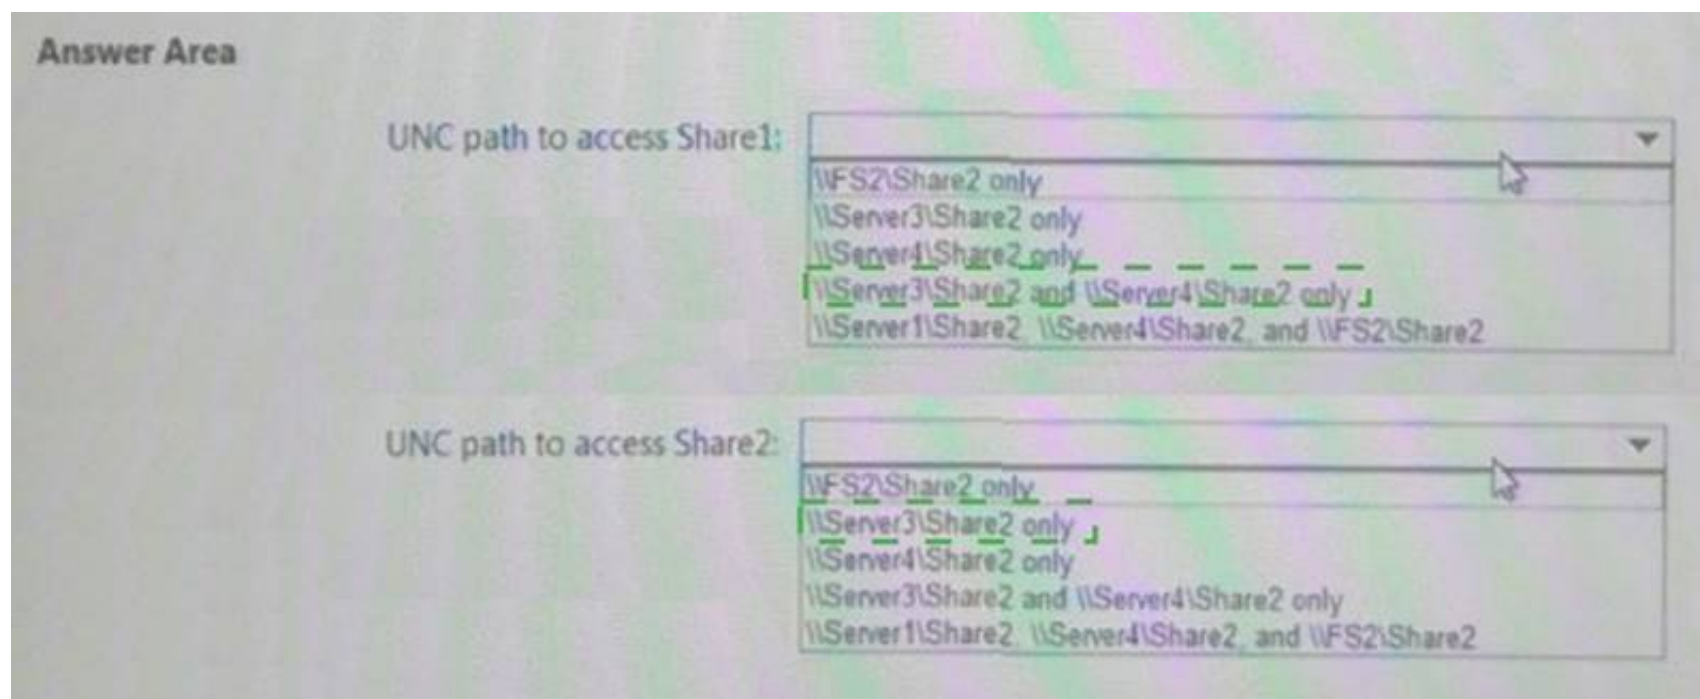 Answer Area
UNC path to access Share1:
\\FS2\Share2 only
\\Server3\Share2 only
\\Server4\Share2 only
\\Server3\Share2 and \\Server4\Share2 only
\\Server1\Share2, \\Server4\Share2, and \\FS2\Share2
UNC path to access Share2:
\\FS2\Share2 only
\\Server3\Share2 only
\\Server4\Share2 only
\\Server3\Share2 and \\Server4\Share2 only
\\Server1\Share2, \\Server4\Share2, and \\FS2\Share2